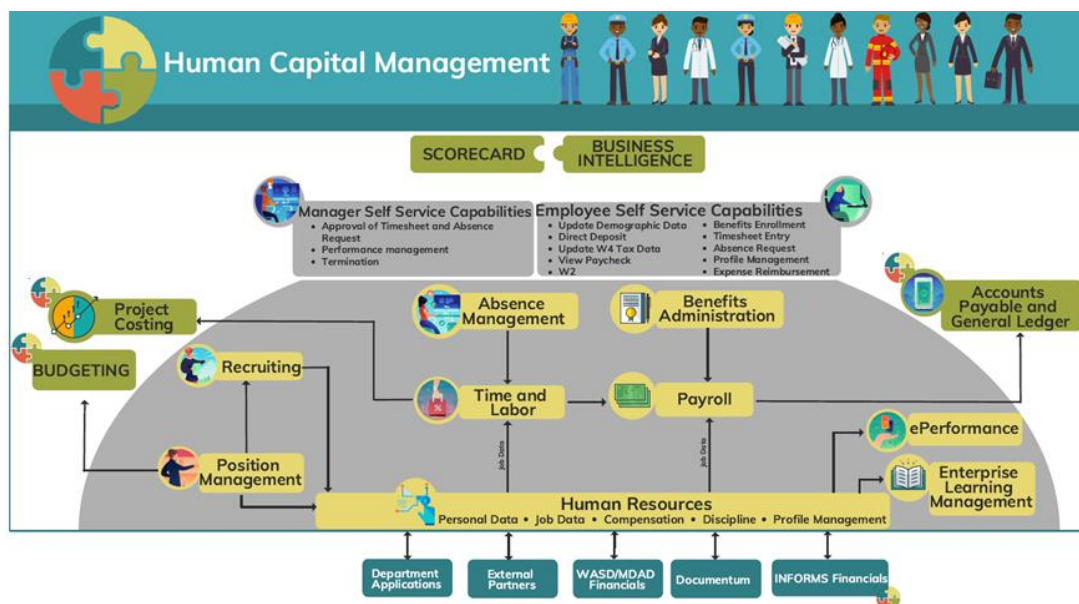 Human Capital Management
SCORECARD
BUSINESS
INTELLIGENCE
Manager Self Service Capabilities
• Approval of Timesheet and Absence
Request
• Performance management
• Termination
Employee Self Service Capabilities
• Update Demographic Data
• Direct Deposit
• Update W4 Tax Data
• View Paycheck
• W2
• Benefits Enrollment
• Timesheet Entry
• Absence Request
• Profile Management
• Expense Reimbursement
Project
Costing
BUDGETING
Absence
Management
Benefits
Administration
Accounts
Payable and
General Ledger
Recruiting
Time and
Labor
Payroll
ePerformance
Position
Management
Job Data
Job Data
Enterprise
Learning
Management
Human Resources
Personal Data • Job Data • Compensation • Discipline • Profile Management
Department
Applications
External
Partners
WASD/MDAD
Financials
Documentum
INFORMS Financials